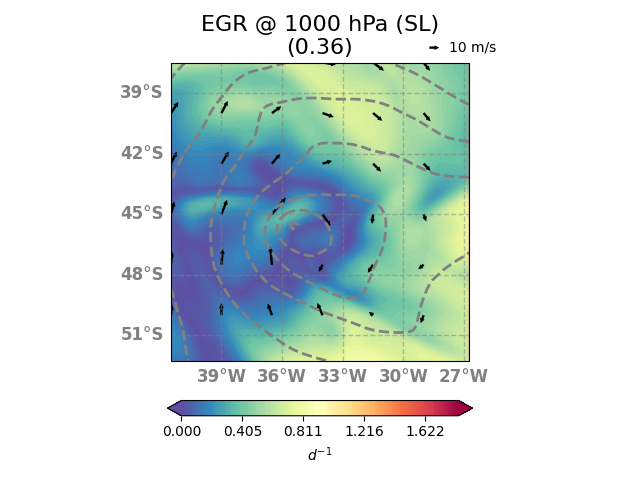 EGR @ 1000 hPa (SL)
(0.36)
10 m/s
39°S
42°S
45°S
48°S
51°S
39°W 36°W 33°W 30°W 27°W
0.000 0.405 0.811 1.216 1.622
d⁻¹